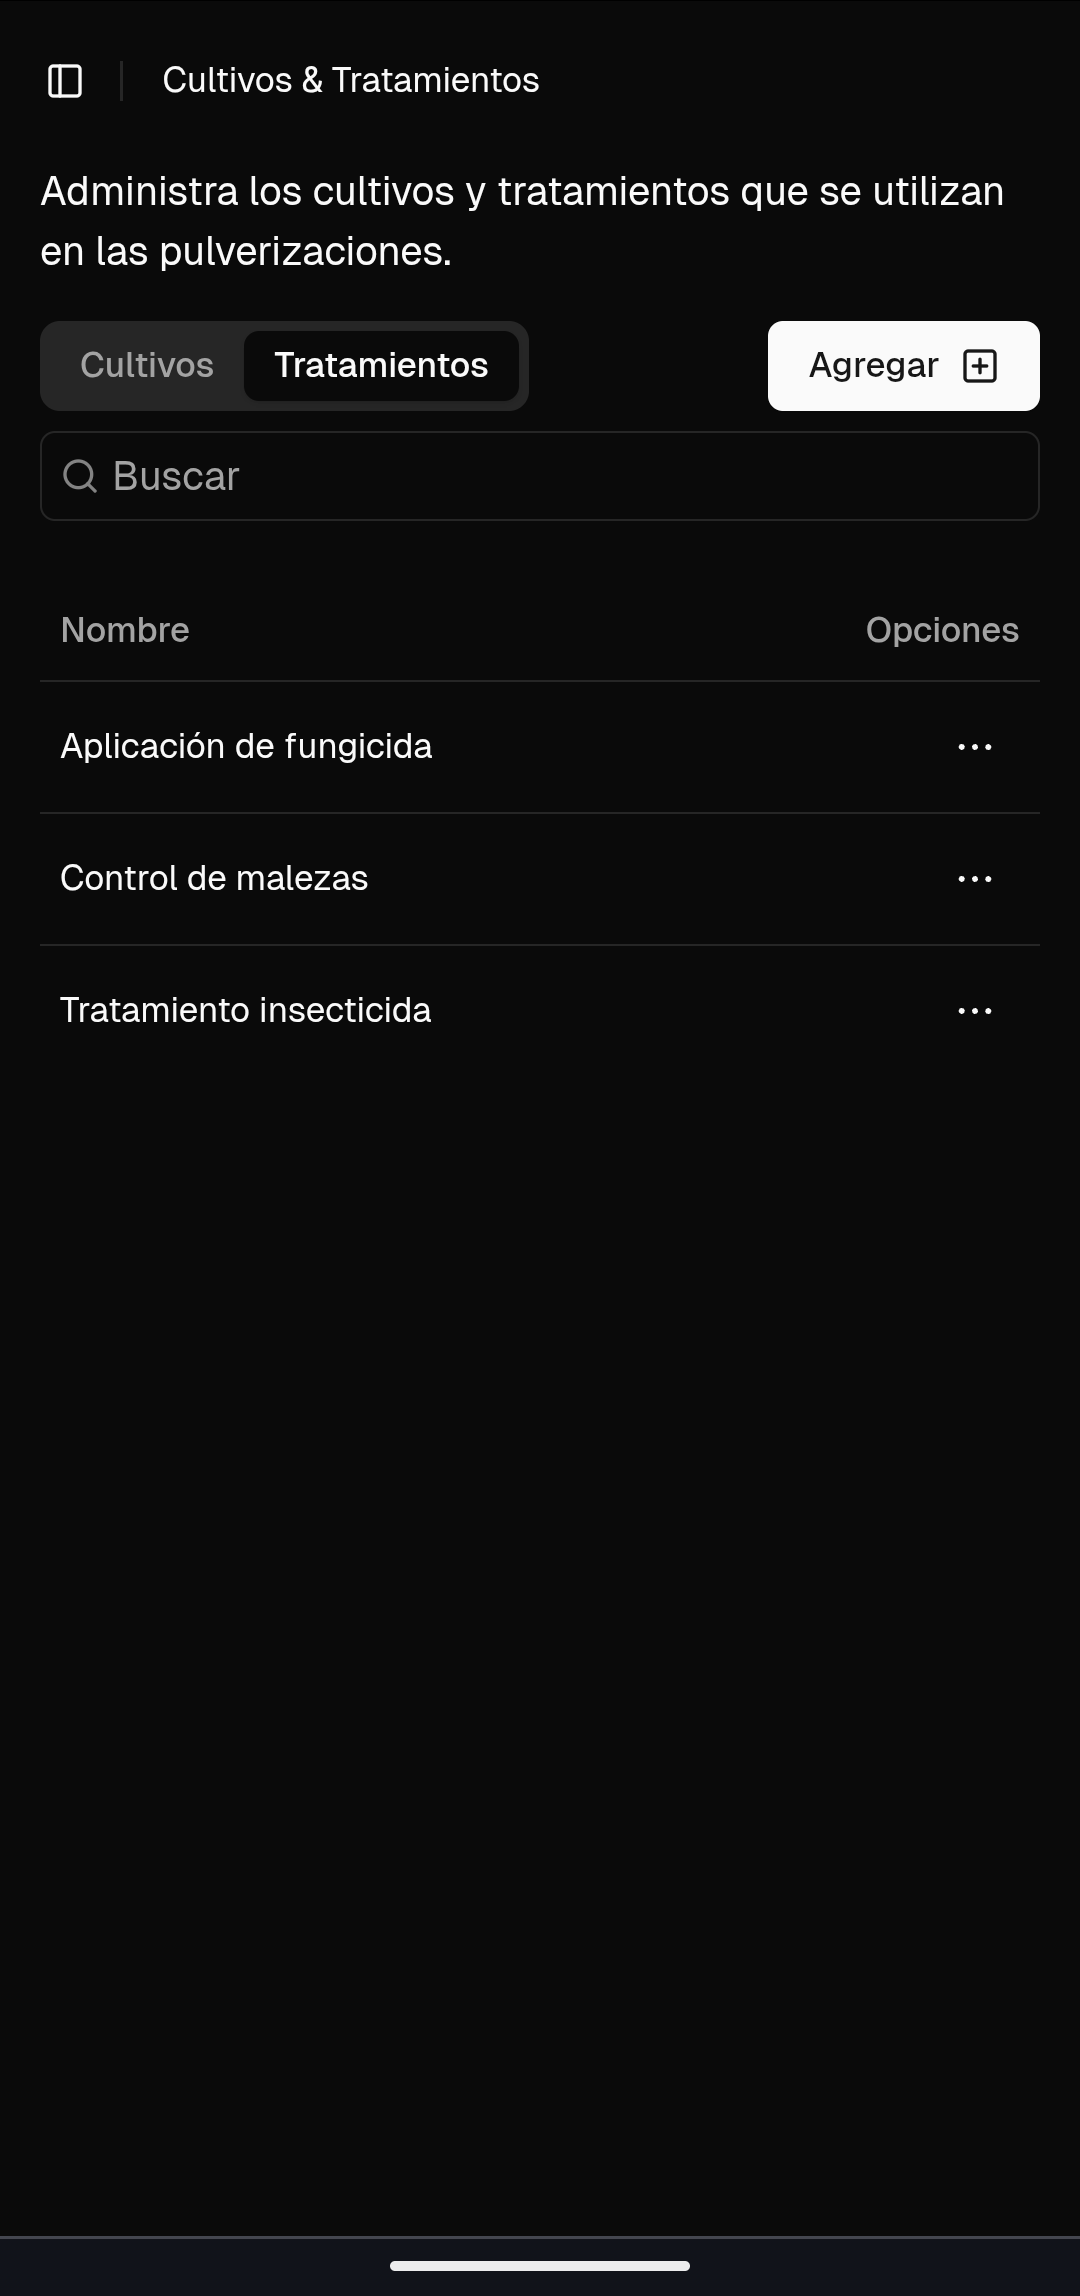 Cultivos & Tratamientos
Administra los cultivos y tratamientos que se utilizan
en las pulverizaciones.
Cultivos Tratamientos Agregar
Buscar
Nombre Opciones
Aplicación de fungicida
Control de malezas
Tratamiento insecticida